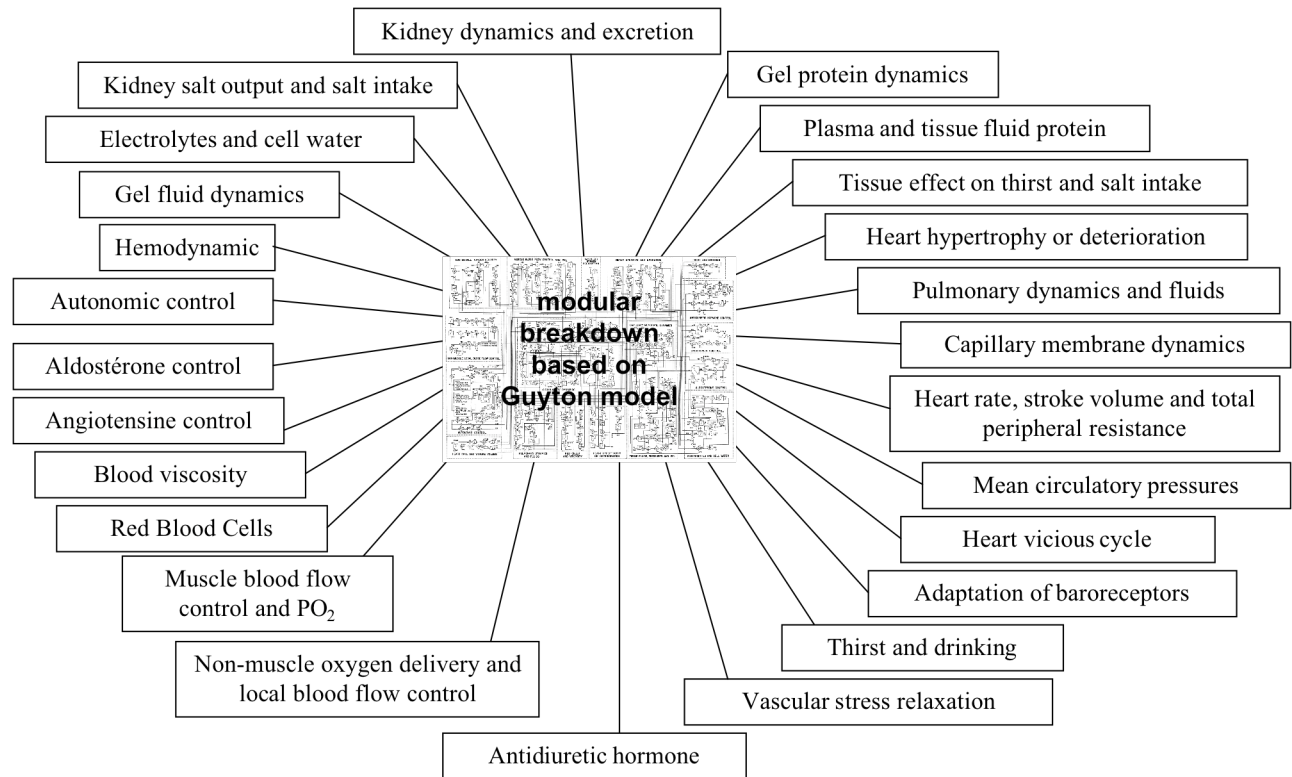 Kidney dynamics and excretion
Kidney salt output and salt intake
Electrolytes and cell water
Gel fluid dynamics
Hemodynamic
Autonomic control
Aldostérone control
Angiotensine control
Blood viscosity
Red Blood Cells
Muscle blood flow
control and PO₂
Non-muscle oxygen delivery and
local blood flow control
Antidiuretic hormone
modular
breakdown
based on
Guyton model
Gel protein dynamics
Plasma and tissue fluid protein
Tissue effect on thirst and salt intake
Heart hypertrophy or deterioration
Pulmonary dynamics and fluids
Capillary membrane dynamics
Heart rate, stroke volume and total
peripheral resistance
Mean circulatory pressures
Heart vicious cycle
Adaptation of baroreceptors
Thirst and drinking
Vascular stress relaxation